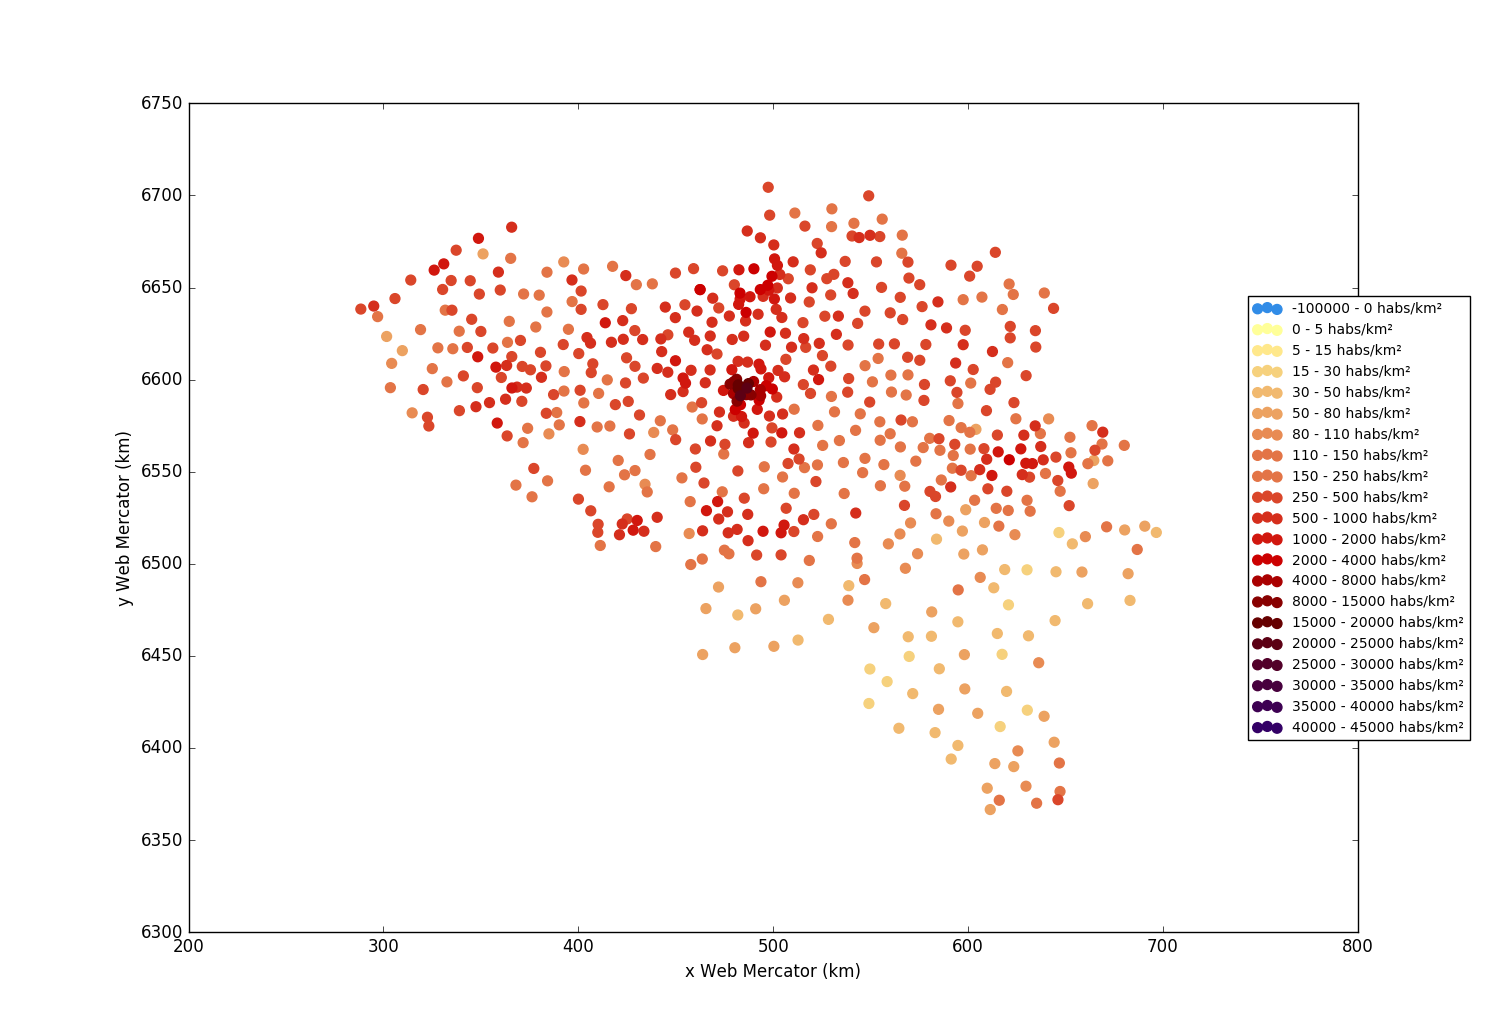 6750
6700
6650
6600
6550
6500
6450
6400
6350
6300
y Web Mercator (km)
200 300 400 500 600 700 800
x Web Mercator (km)
-100000 - 0 habs/km²
0 - 5 habs/km²
5 - 15 habs/km²
15 - 30 habs/km²
30 - 50 habs/km²
50 - 80 habs/km²
80 - 110 habs/km²
110 - 150 habs/km²
150 - 250 habs/km²
250 - 500 habs/km²
500 - 1000 habs/km²
1000 - 2000 habs/km²
2000 - 4000 habs/km²
4000 - 8000 habs/km²
8000 - 15000 habs/km²
15000 - 20000 habs/km²
20000 - 25000 habs/km²
25000 - 30000 habs/km²
30000 - 35000 habs/km²
35000 - 40000 habs/km²
40000 - 45000 habs/km²